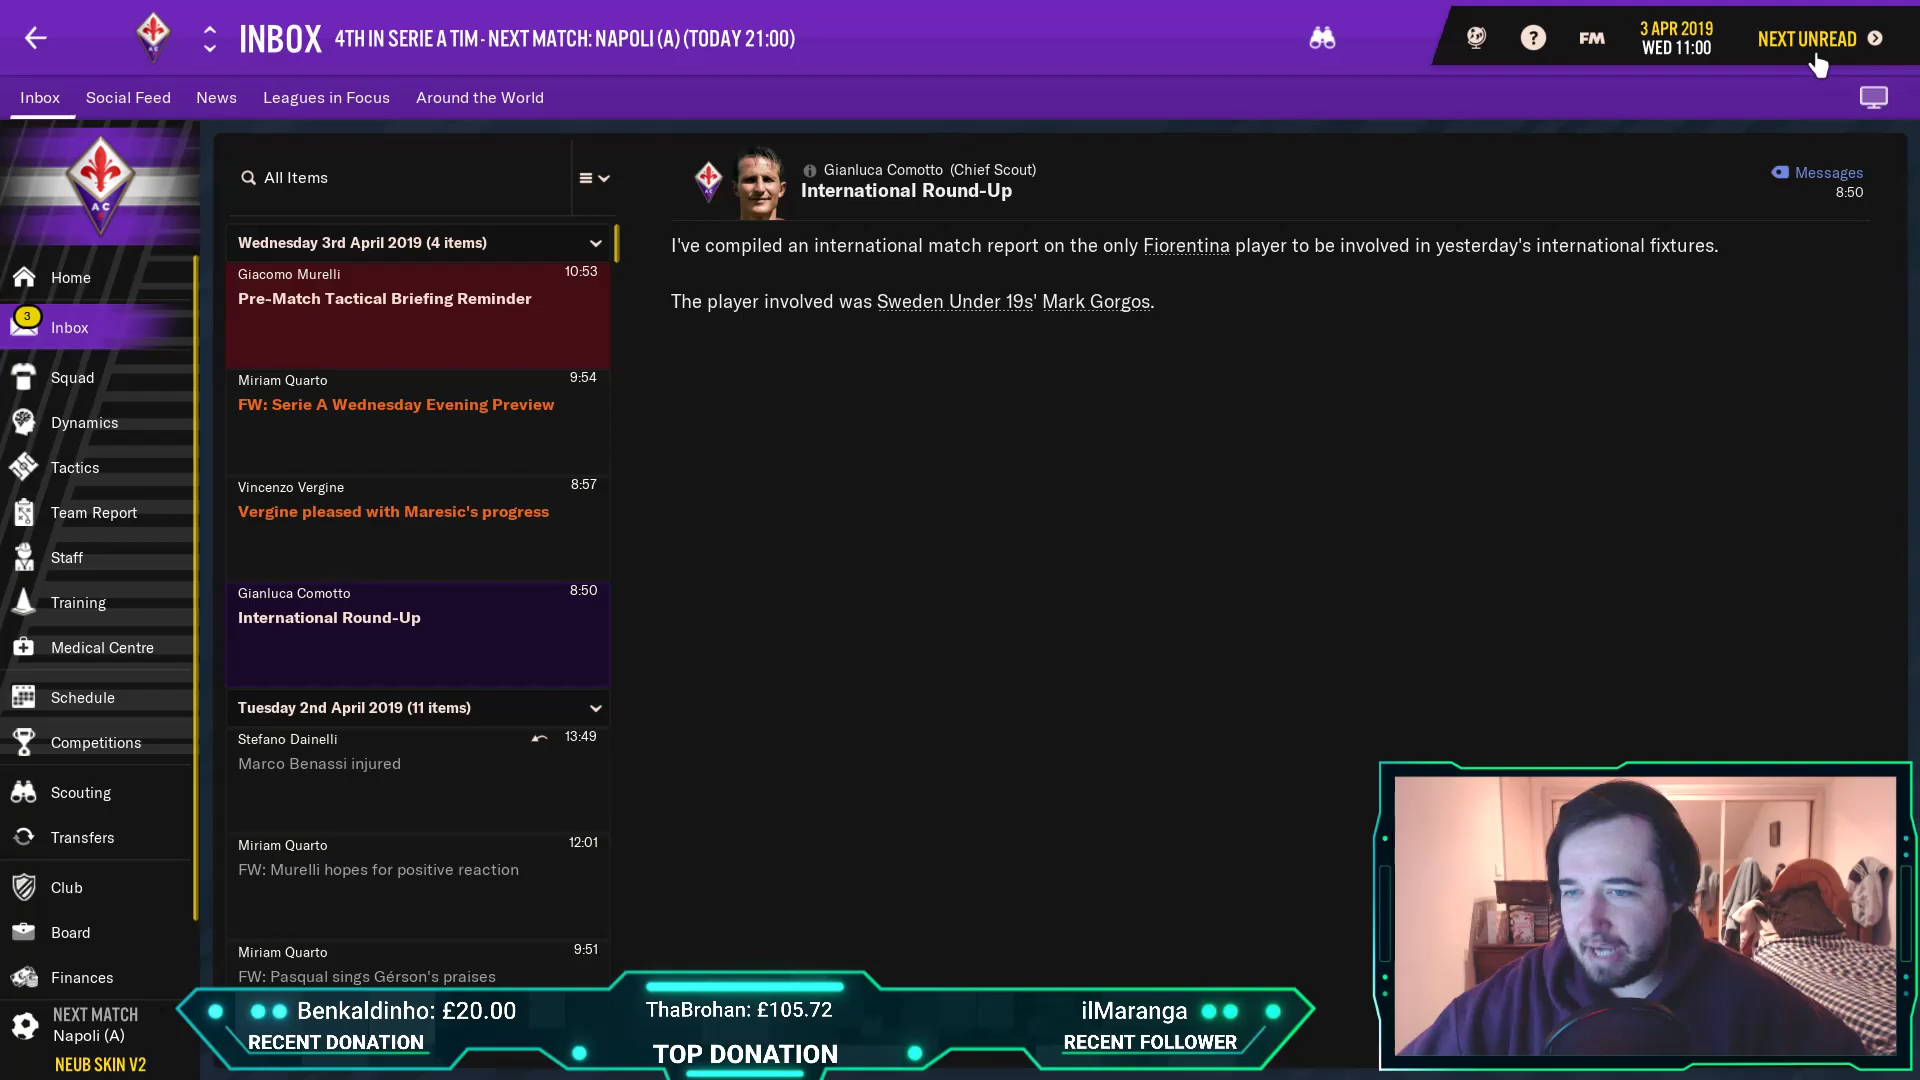 INBOX
4TH IN SERIE A TIM - NEXT MATCH: NAPOLI (A) (TODAY 21:00)
?
FM
3 APR 2019
WED 11:00
NEXT UNREAD
Inbox
Social Feed
News
Leagues in Focus
Around the World
AC
Home
3
Inbox
Squad
Dynamics
Tactics
Team Report
Staff
Training
Medical Centre
Schedule
Competitions
Scouting
Transfers
Club
Board
Finances
NEXT MATCH
Napoli (A)
NEUB SKIN V2
All Items
Wednesday 3rd April 2019 (4 items)
Giacomo Murelli 10:53
Pre-Match Tactical Briefing Reminder
Miriam Quarto 9:54
FW: Serie A Wednesday Evening Preview
Vincenzo Vergine 8:57
Vergine pleased with Maresic's progress
Gianluca Comotto 8:50
International Round-Up
Tuesday 2nd April 2019 (11 items)
Stefano Dainelli 13:49
Marco Benassi injured
Miriam Quarto 12:01
FW: Murelli hopes for positive reaction
Miriam Quarto 9:51
FW: Pasqual sings Gérson's praises
Gianluca Comotto (Chief Scout)
International Round-Up
Messages
8:50
I've compiled an international match report on the only Fiorentina player to be involved in yesterday's international fixtures.
The player involved was Sweden Under 19s' Mark Gorgos.
Benkaldinho: £20.00
RECENT DONATION
ThaBrohan: £105.72
TOP DONATION
ilMaranga
RECENT FOLLOWER